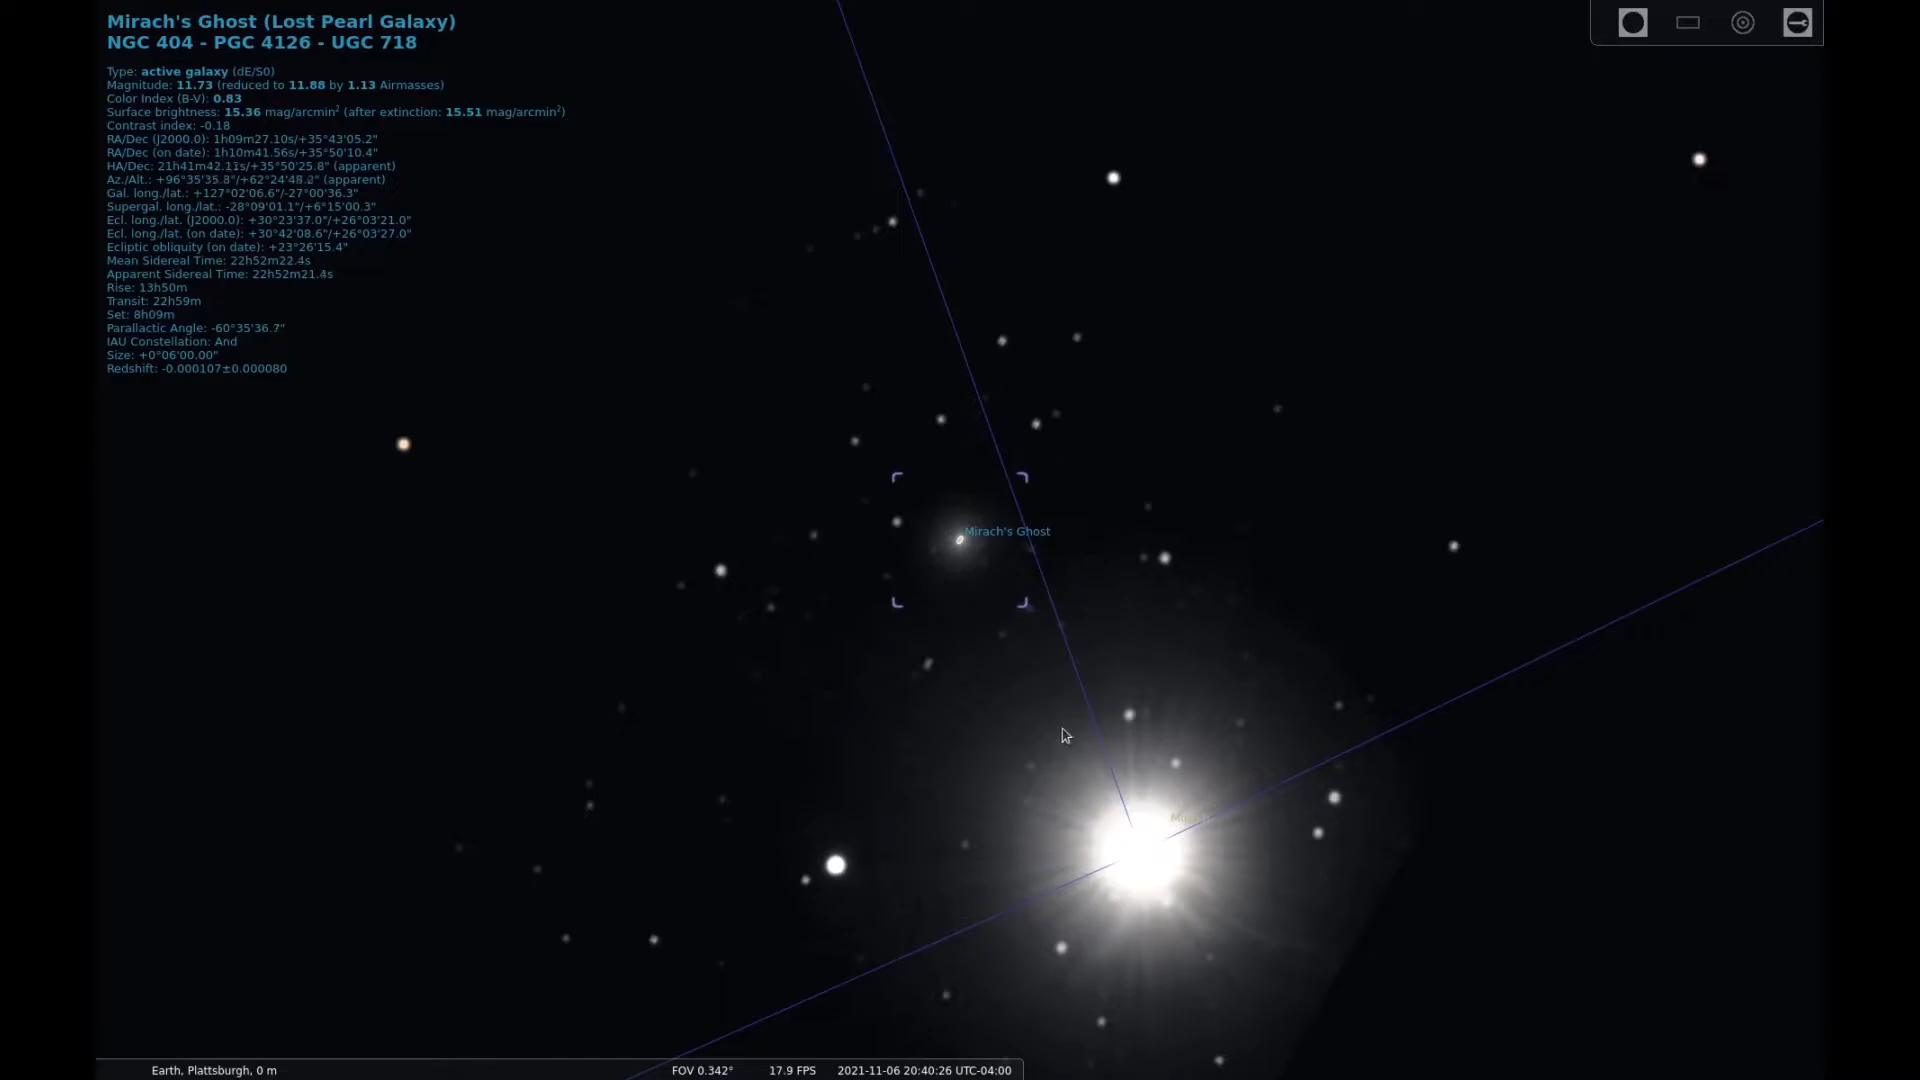 Mirach's Ghost (Lost Pearl Galaxy)
NGC 404 - PGC 4126 - UGC 718
Type: active galaxy (dE/S0)
Magnitude: 11.73 (reduced to 11.88 by 1.13 Airmasses)
Color Index (B-V): 0.83
Surface brightness: 15.36 mag/arcmin² (after extinction: 15.51 mag/arcmin²)
Contrast index: -0.18
RA/Dec (J2000.0): 1h09m27.10s/+35°43'05.2"
RA/Dec (on date): 1h10m41.56s/+35°50'10.4"
HA/Dec: 21h41m42.11s/+35°50'25.8" (apparent)
Az./Alt.: +96°35'35.8"/+62°24'48.0" (apparent)
Gal. long./lat.: +127°02'06.6"/-27°00'36.3"
Supergal. long./lat.: -28°09'01.1"/+6°15'00.3"
Ecl. long./lat. (J2000.0): +30°23'37.0"/+26°03'21.0"
Ecl. long./lat. (on date): +30°42'08.6"/+26°03'27.0"
Ecliptic obliquity (on date): +23°26'15.4"
Mean Sidereal Time: 22h52m22.4s
Apparent Sidereal Time: 22h52m21.4s
Rise: 13h50m
Transit: 22h59m
Set: 8h09m
Parallactic Angle: -60°35'36.7"
IAU Constellation: And
Size: +0°06'00.00"
Redshift: -0.000107±0.000080
Mirach's Ghost
Earth, Plattsburgh, 0 m FOV 0.342° 17.9 FPS 2021-11-06 20:40:26 UTC-04:00